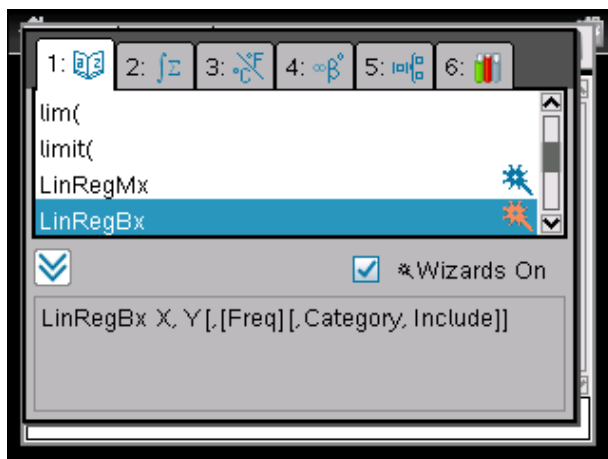 1: 2: ∫Σ 3: °C°F 4: ∞β° 5: 6:
lim(
limit(
LinRegMx
LinRegBx
Wizards On
LinRegBx X, Y[,[Freq][,Category, Include]]